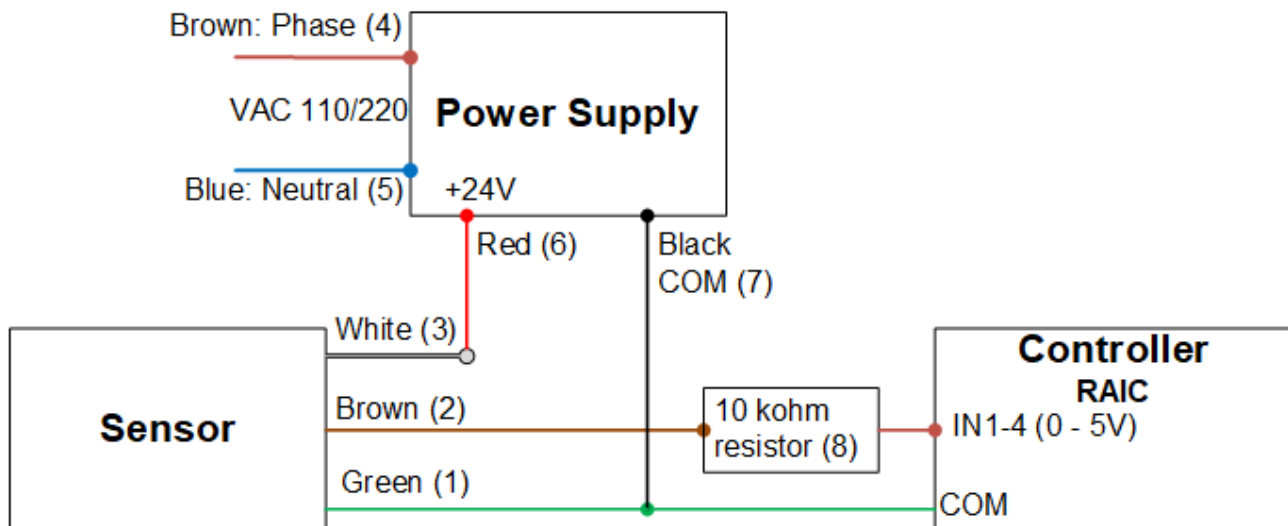 Brown: Phase (4)
VAC 110/220
Power Supply
Blue: Neutral (5)
+24V
Red (6)
Black
COM (7)
White (3)
Sensor
Brown (2)
Green (1)
10 kohm
resistor (8)
Controller
RAIC
IN1-4 (0 - 5V)
COM